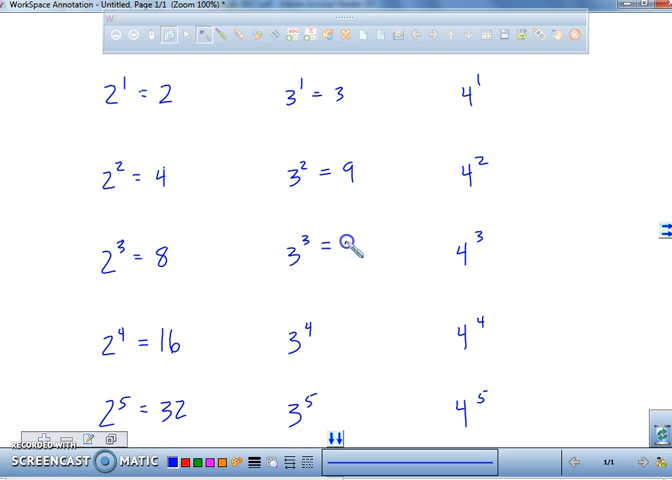 WorkSpace Annotation - Untitled, Page 1/1 (Zoom 100%) *
2¹ = 2 3¹ = 3 4¹
2² = 4 3² = 9 4²
2³ = 8 3³ = 4³
2⁴ = 16 3⁴ 4⁴
2⁵ = 32 3⁵ 4⁵
RECORDED WITH
SCREENCAST MATIC
1/1